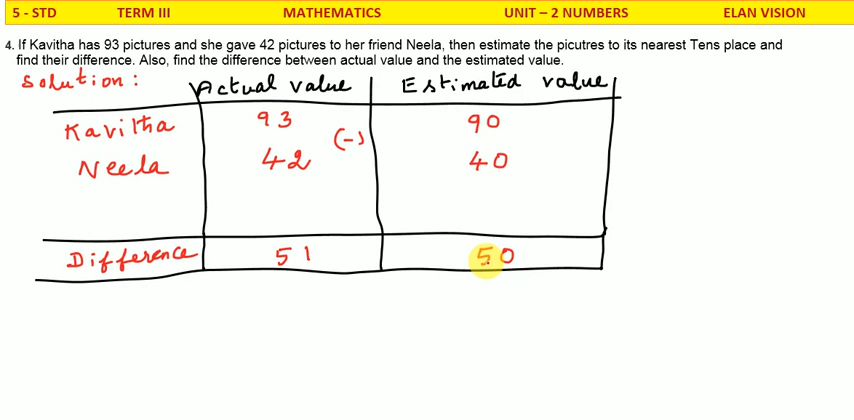 5 - STD TERM III MATHEMATICS UNIT – 2 NUMBERS ELAN VISION
4. If Kavitha has 93 pictures and she gave 42 pictures to her friend Neela, then estimate the picutres to its nearest Tens place and
find their difference. Also, find the difference between actual value and the estimated value.
Solution :
Actual value Estimated value
Kavitha 93 90
(-)
Neela 42 40
Difference 51 50